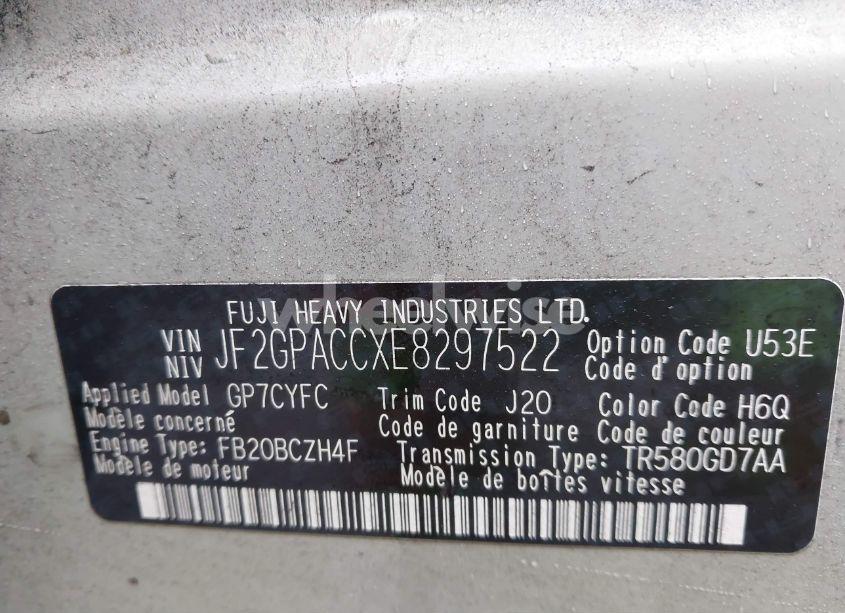 FUJI HEAVY INDUSTRIES LTD.
VIN JF2GPACCXE8297522 Option Code U53E
NIV Code d'option
Applied Model GP7CYFC Trim Code J20 Color Code H6Q
Modèle concerné Code de garniture Code de couleur
Engine Type: FB20BCZH4F Transmission Type: TR580GD7AA
Modèle de moteur Modèle de boîtes vitesse
wheelwise